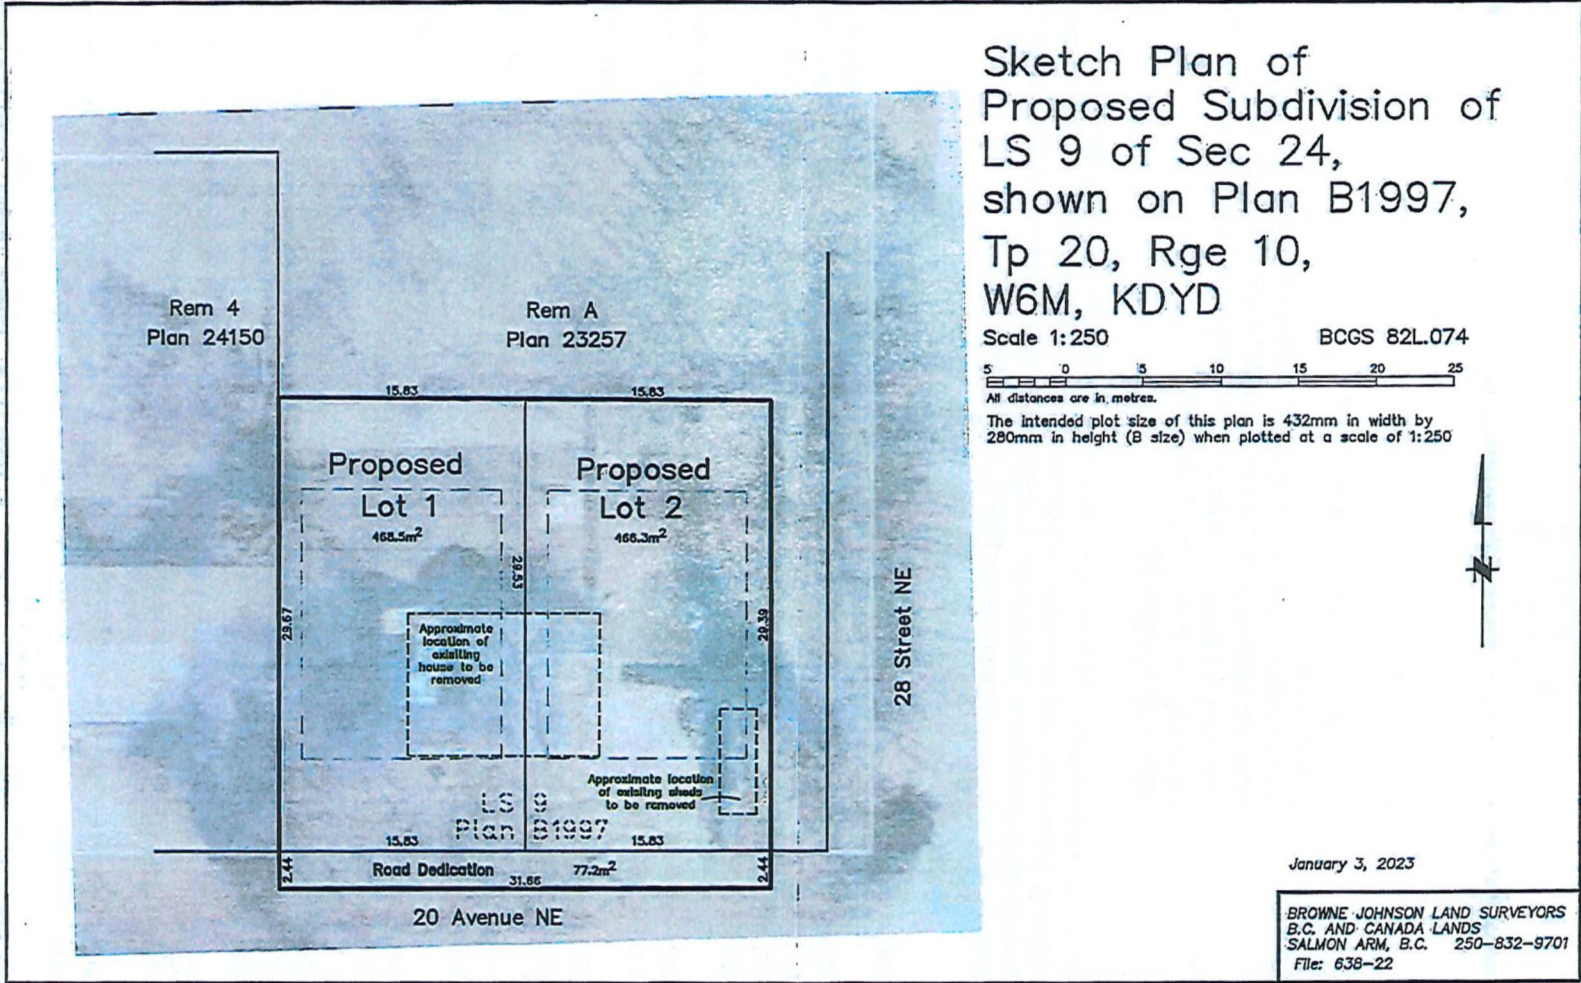 Sketch Plan of
Proposed Subdivision of
LS 9 of Sec 24,
shown on Plan B1997,
Tp 20, Rge 10,
W6M, KDYD
Scale 1:250 BCGS 82L.074
5 0 5 10 15 20 25
All distances are in metres.
The intended plot size of this plan is 432mm in width by
280mm in height (B size) when plotted at a scale of 1:250
Rem 4
Plan 24150
Rem A
Plan 23257
15.83 15.83
Proposed
Lot 1
468.5m²
Proposed
Lot 2
466.3m²
29.67
29.53
29.39
Approximate
location of
exisiting
house to be
removed
Approximate location
of exisitng sheds
to be removed
LS 9
Plan B1997
15.83 15.83
2.44
Road Dedication 77.2m²
2.44
31.66
20 Avenue NE
28 Street NE
January 3, 2023
BROWNE JOHNSON LAND SURVEYORS
B.C. AND CANADA LANDS
SALMON ARM, B.C. 250-832-9701
File: 638-22